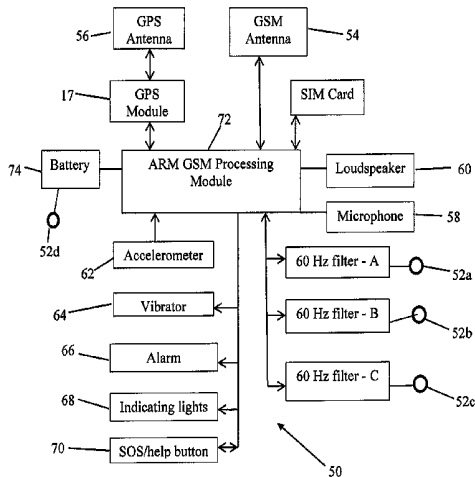 56
GPS
Antenna
GSM
Antenna
54
17
GPS
Module
72
SIM Card
74
Battery
ARM GSM Processing
Module
Loudspeaker
60
52d
Microphone
58
62
Accelerometer
60 Hz filter - A
52a
64
Vibrator
60 Hz filter - B
52b
66
Alarm
60 Hz filter - C
52c
68
Indicating lights
70
SOS/help button
50